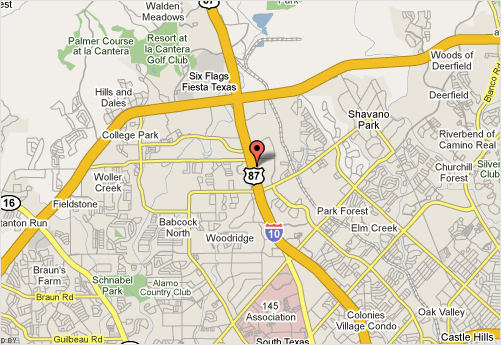 est
Walden
Meadows
87
Park
Palmer Course
at la Cantera
Resort at
la Cantera
Golf Club
Woods of
Deerfield
Six Flags
Fiesta Texas
Hills and
Dales
Deerfield
Blanco Rd
Shavano
Park
College Park
Riverbend of
Camino Real
Woller
Creek
87
Churchill
Forest
Silver
Club
16
Fieldstone
Stanton Run
Babcock
North
Park Forest
Woodridge
10
Elm Creek
Braun's
Farm
Schnabel
Park
Alamo
Country Club
Braun Rd
145
Association
Colonies
Village Condo
Oak Valley
Guilbeau Rd
South Texas
Castle Hills